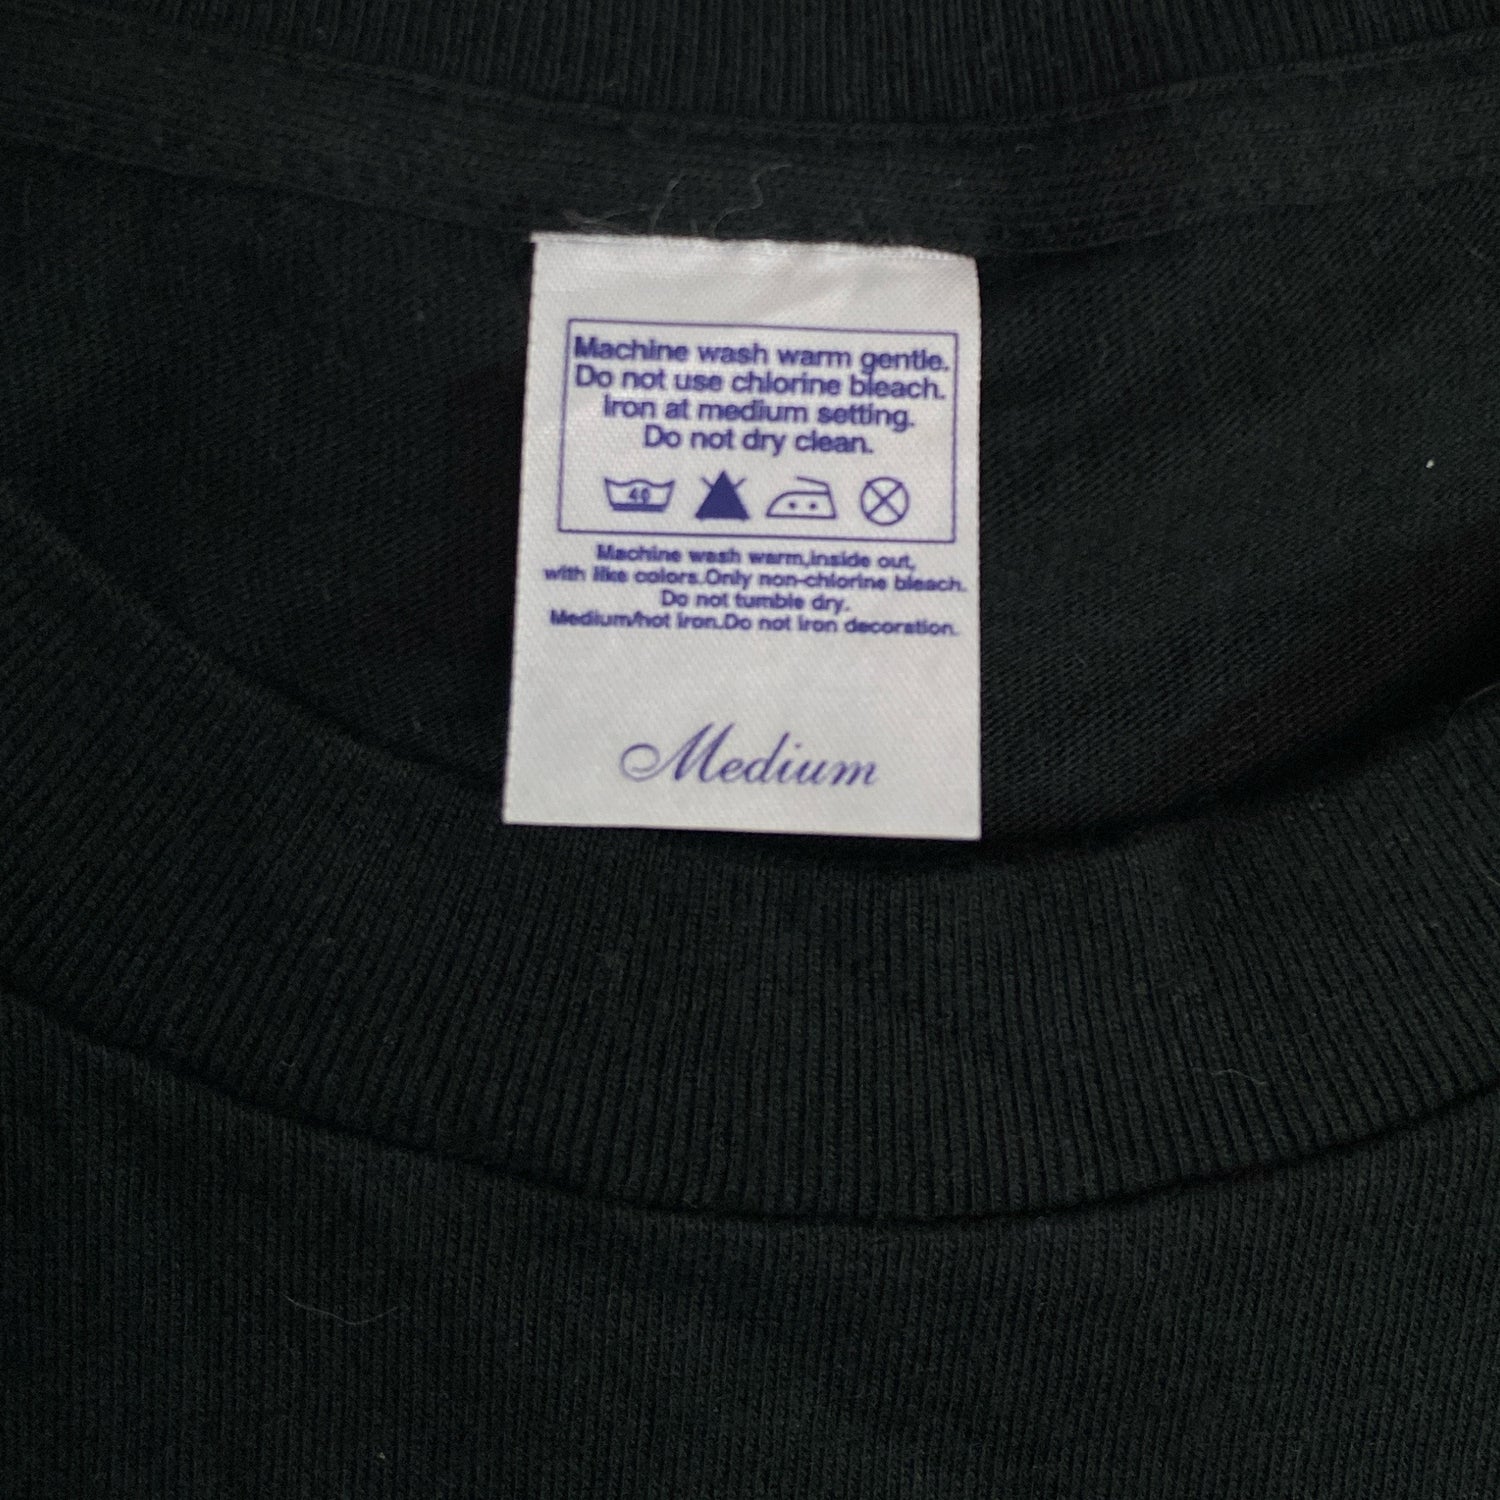 Machine wash warm gentle.
Do not use chlorine bleach.
Iron at medium setting.
Do not dry clean.
40
Machine wash warm,inside out,
with like colors.Only non-chlorine bleach.
Do not tumble dry.
Medium/hot iron.Do not iron decoration.
Medium